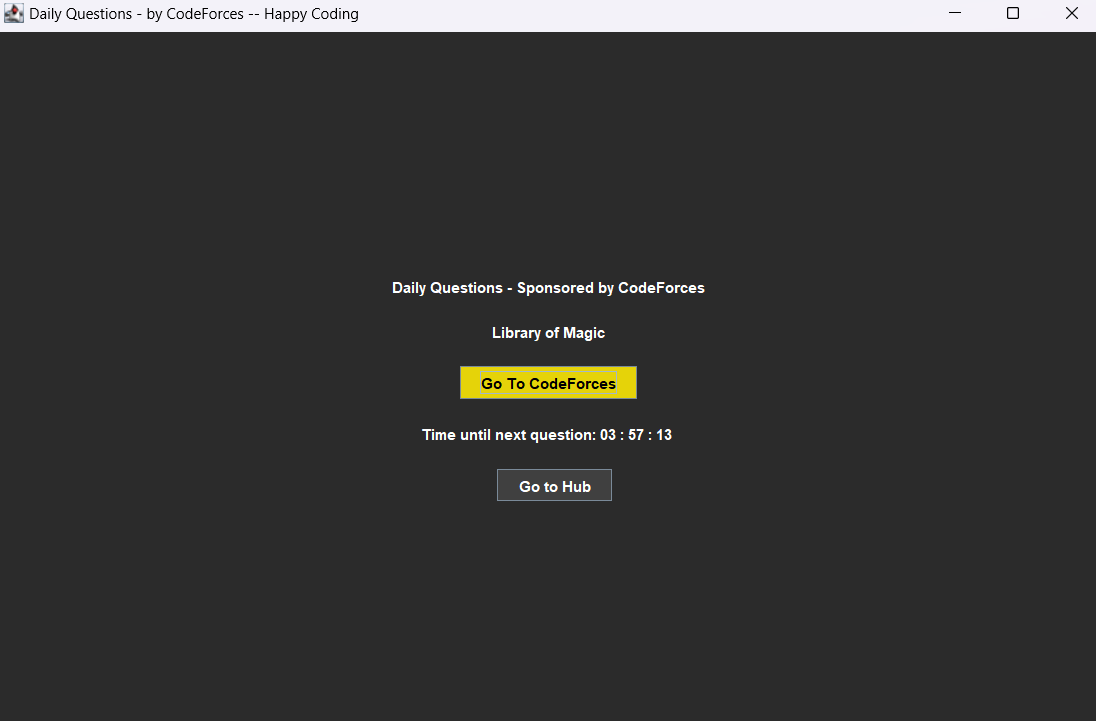 Daily Questions - by CodeForces -- Happy Coding
Daily Questions - Sponsored by CodeForces
Library of Magic
Go To CodeForces
Time until next question: 03 : 57 : 13
Go to Hub